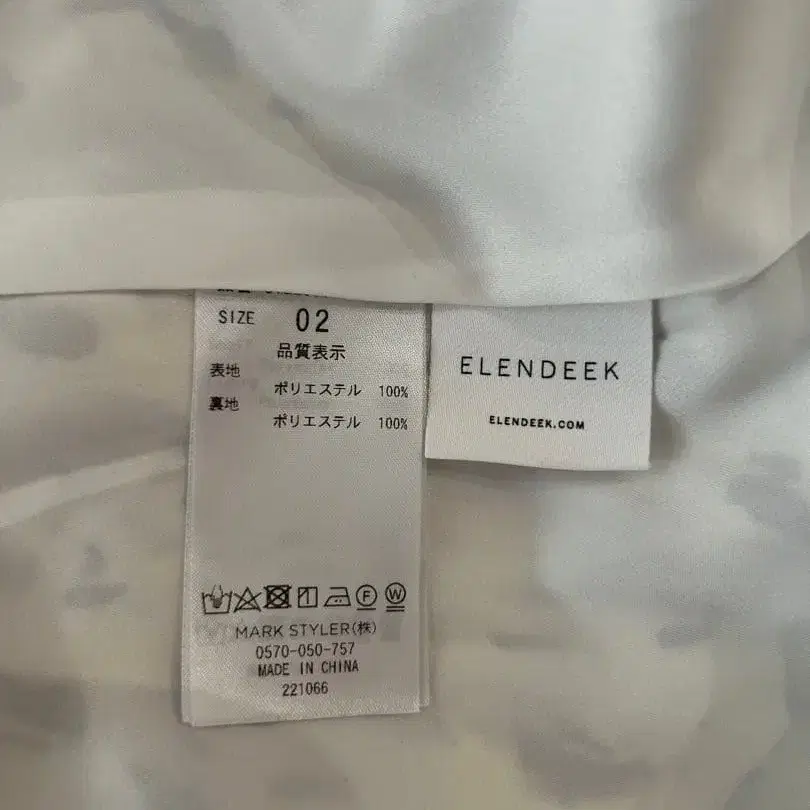 SIZE 02
品質表示
表地
ポリエステル 100%
裏地
ポリエステル 100%
F W
MARK STYLER(株)
0570-050-757
MADE IN CHINA
221066
ELENDEEK
ELENDEEK.COM